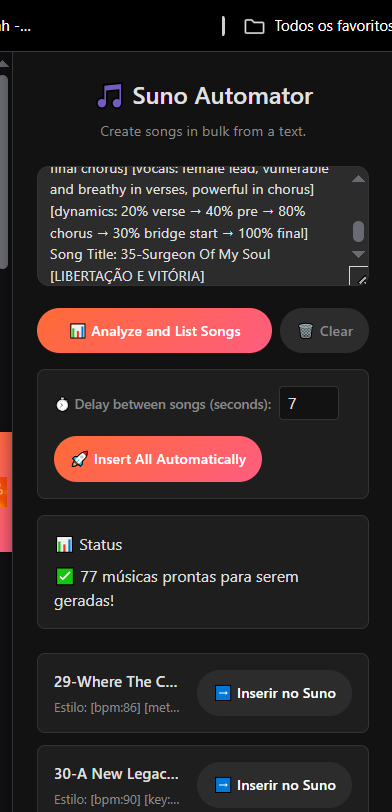 ah -...
Todos os favoritos
Suno Automator
Create songs in bulk from a text.
final chorus] [vocals: female lead, vulnerable
and breathy in verses, powerful in chorus]
[dynamics: 20% verse → 40% pre → 80%
chorus → 30% bridge start → 100% final]
Song Title: 35-Surgeon Of My Soul
[LIBERTAÇÃO E VITÓRIA]
📊 Analyze and List Songs
🗑️ Clear
⏱️ Delay between songs (seconds): 7
🚀 Insert All Automatically
📊 Status
✅ 77 músicas prontas para serem
geradas!
29-Where The C...
Estilo: [bpm:86] [met...
➡️ Inserir no Suno
30-A New Legac...
Estilo: [bpm:90] [key:...
➡️ Inserir no Suno